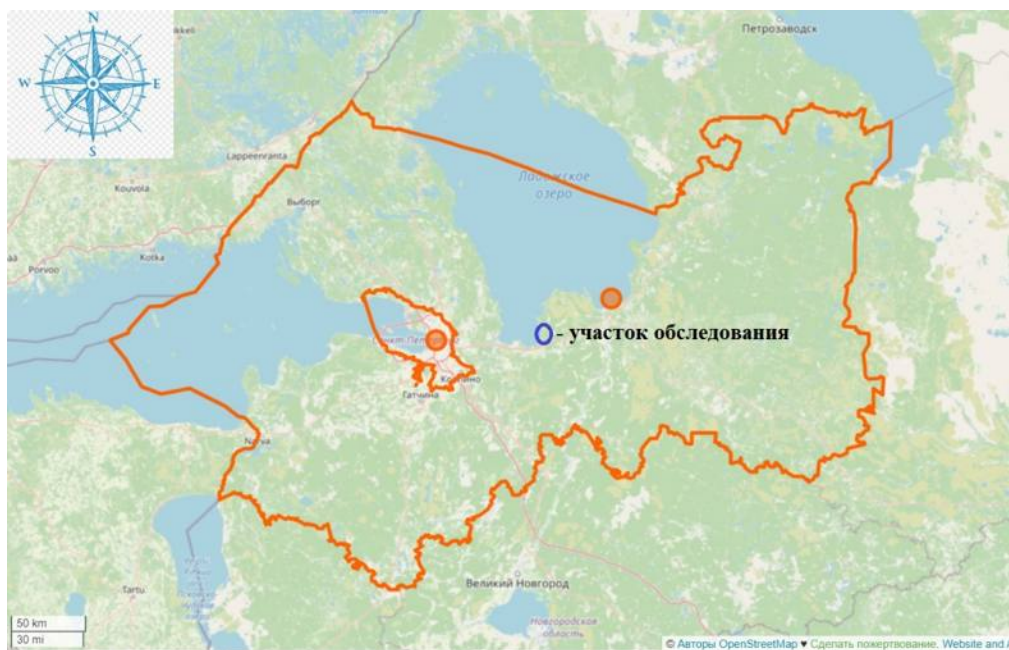 N
W E
S
Петрозаводск
Lappeenranta
Ладожское
озеро
Kouvola
Выборг
Kotka
Porvoo
- участок обследования
Санкт-Петербург
Колпино
Гатчина
Narva
Великий Новгород
Tartu
Новгородская
область
50 km
30 mi
© Авторы OpenStreetMap ♥ Сделать пожертвование. Website and A